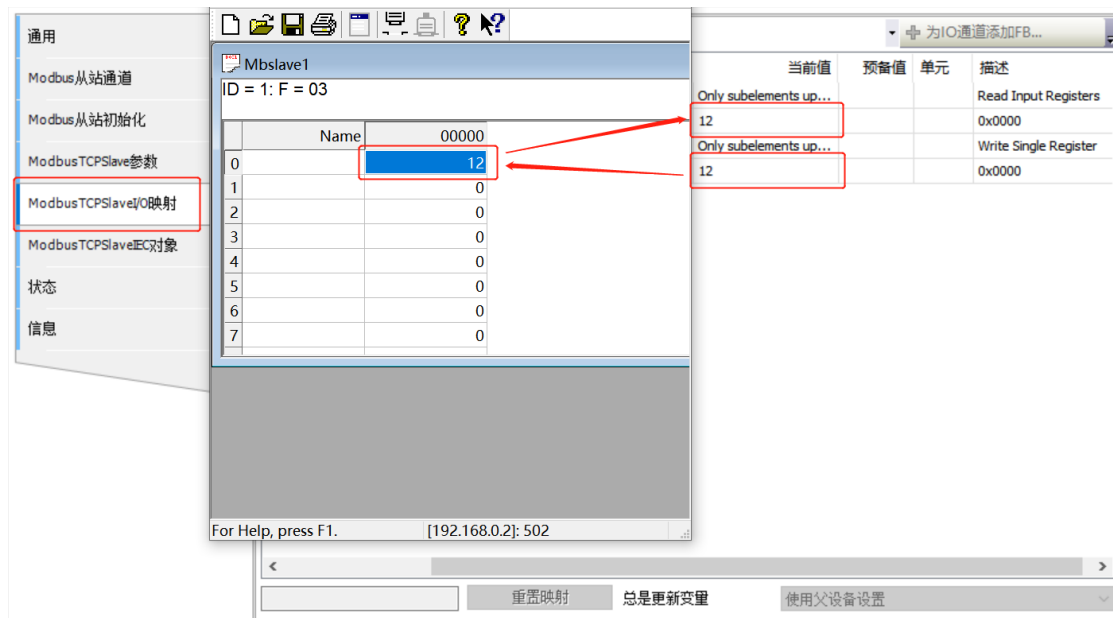 通用
Modbus从站通道
Modbus从站初始化
ModbusTCPSlave参数
ModbusTCPSlaveI/O映射
ModbusTCPSlaveIEC对象
状态
信息
Mbslave1
ID = 1: F = 03
Name 00000
0 12
1 0
2 0
3 0
4 0
5 0
6 0
7 0
For Help, press F1. [192.168.0.2]: 502
为IO通道添加FB...
当前值 预备值 单元 描述
Only subelements up... Read Input Registers
12 0x0000
Only subelements up... Write Single Register
12 0x0000
重置映射 总是更新变量 使用父设备设置